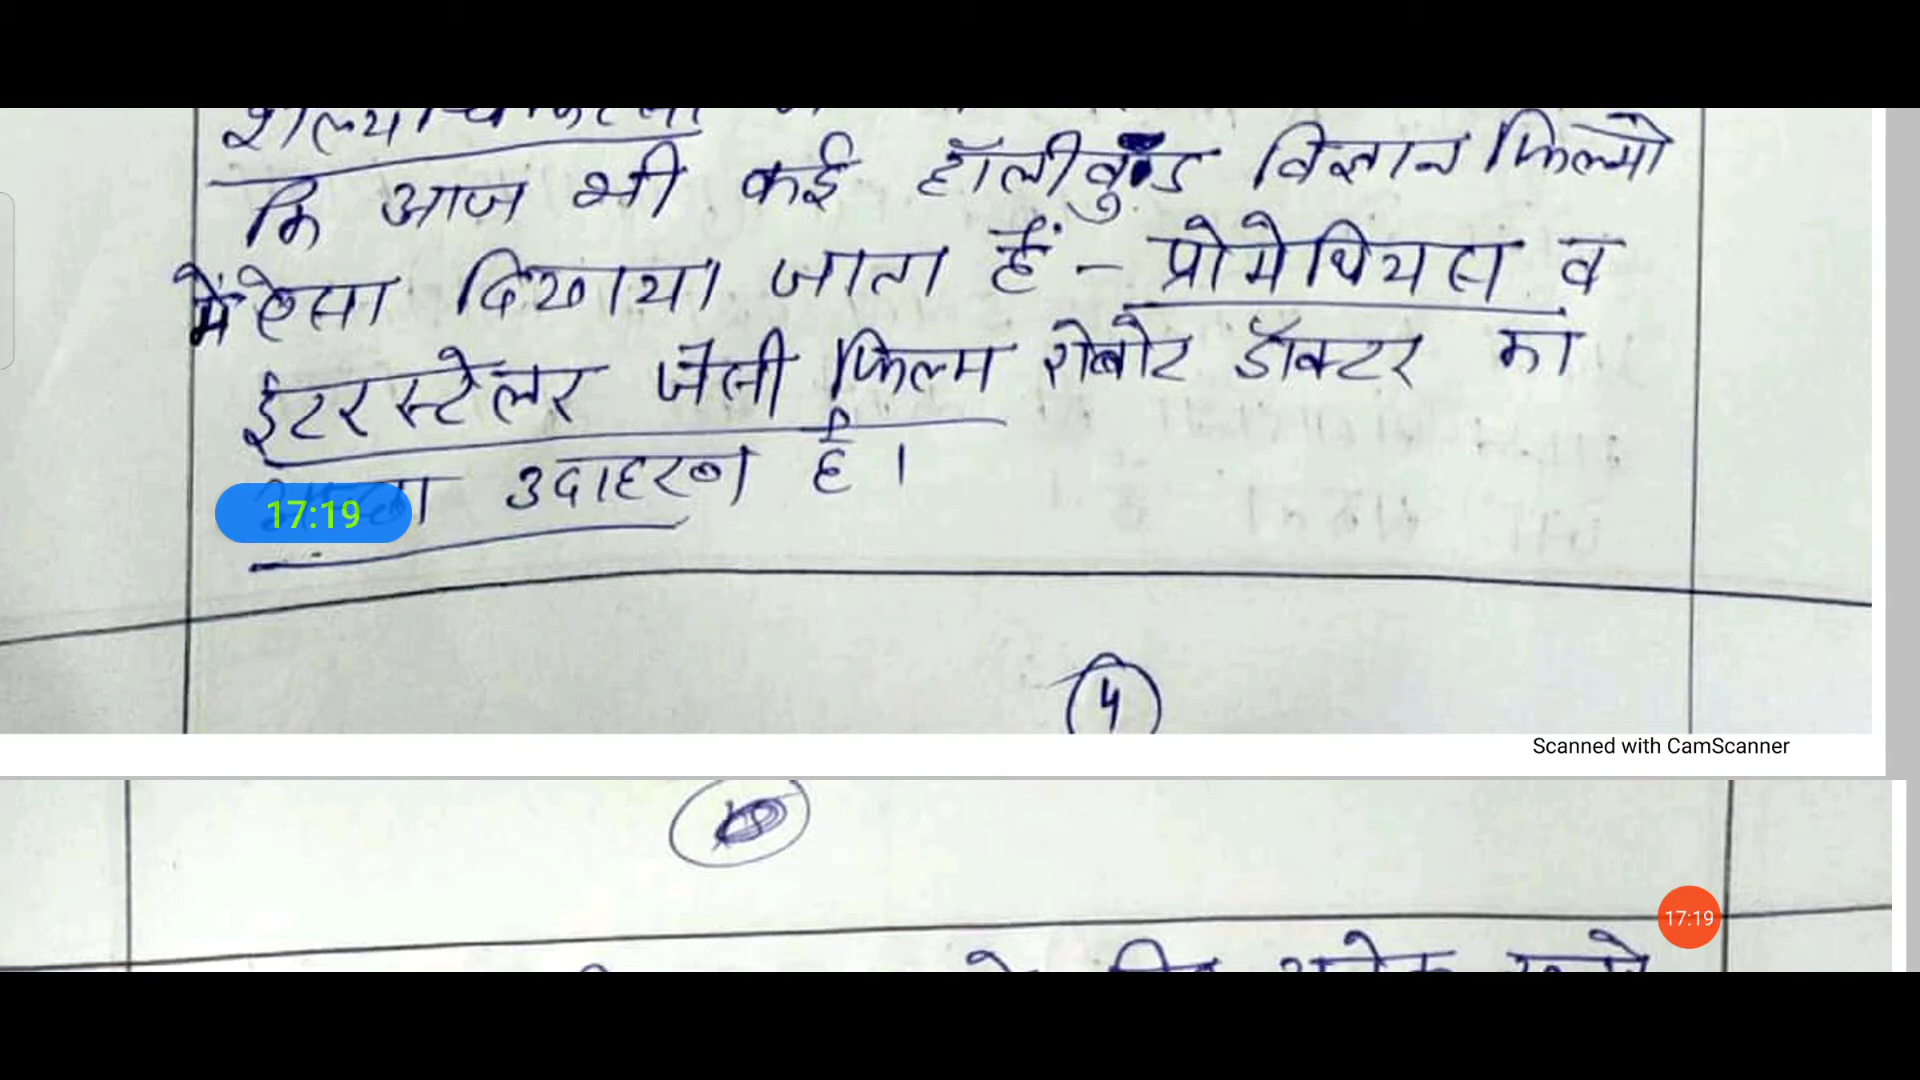 कि आज भी कई हॉलीवुड विज्ञान फिल्मो
में ऐसा दिखाया जाता हैं - प्रोमेथियस व
इंटरस्टेलर जैसी फिल्म रोबोट डॉक्टर का
उदाहरण है।
17:19
4
Scanned with CamScanner
17:19